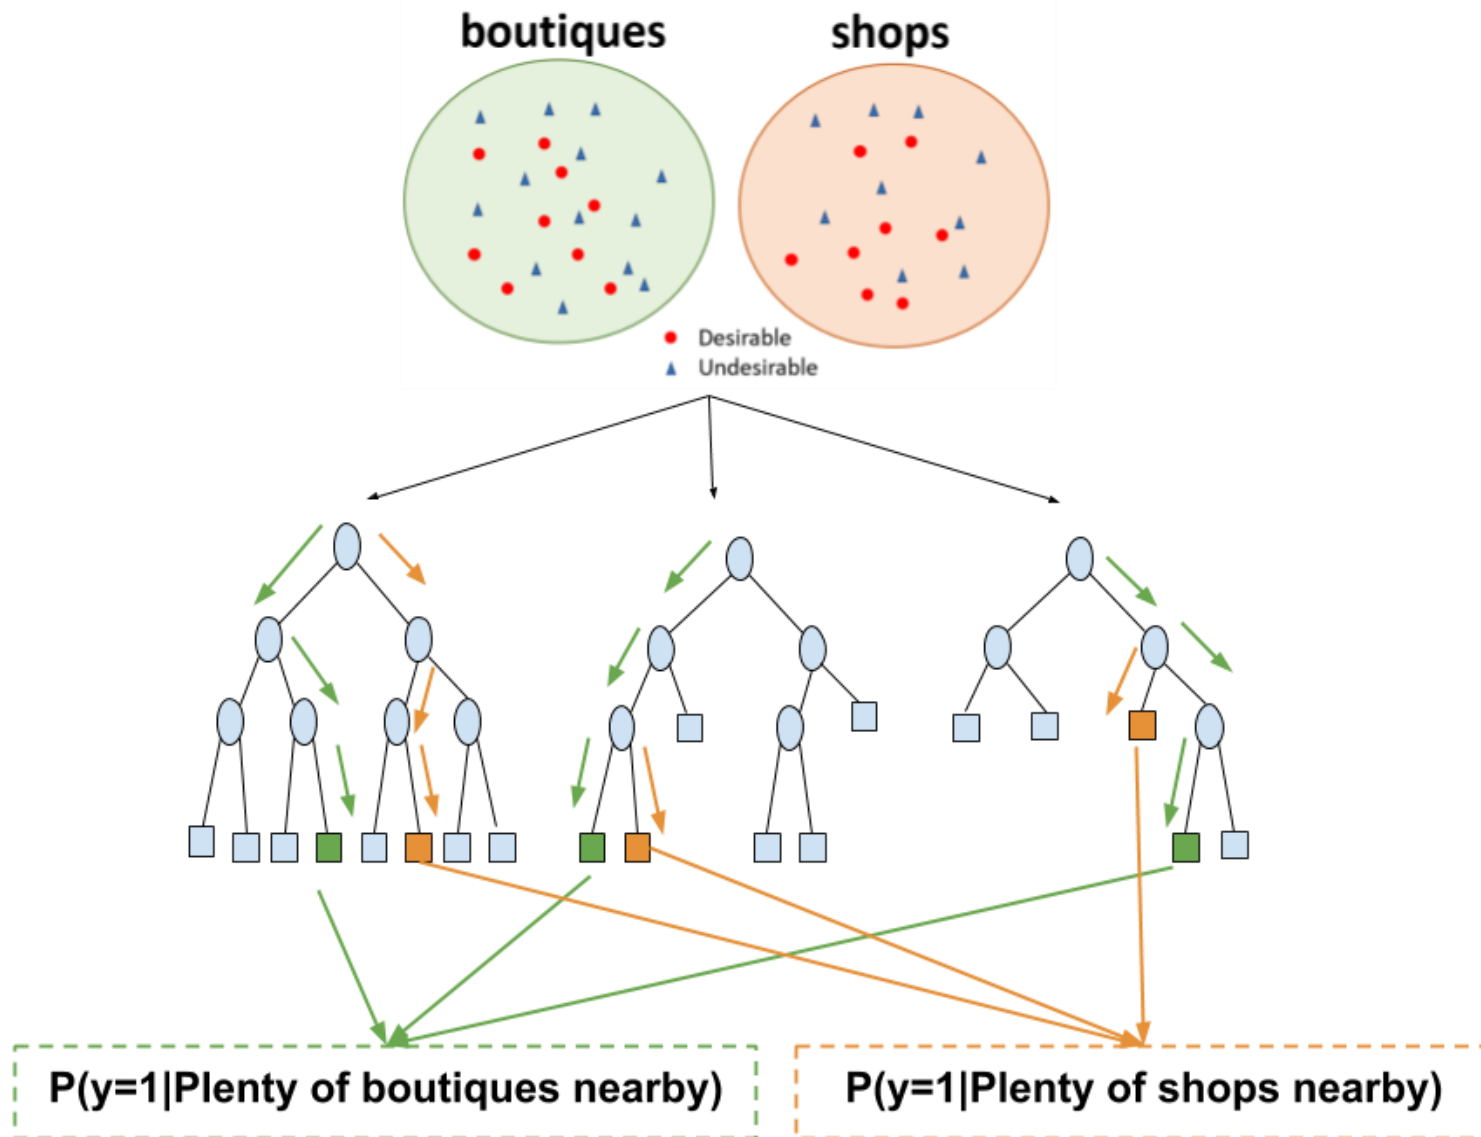 boutiques
shops
Desirable
Undesirable
P(y=1|Plenty of boutiques nearby)
P(y=1|Plenty of shops nearby)